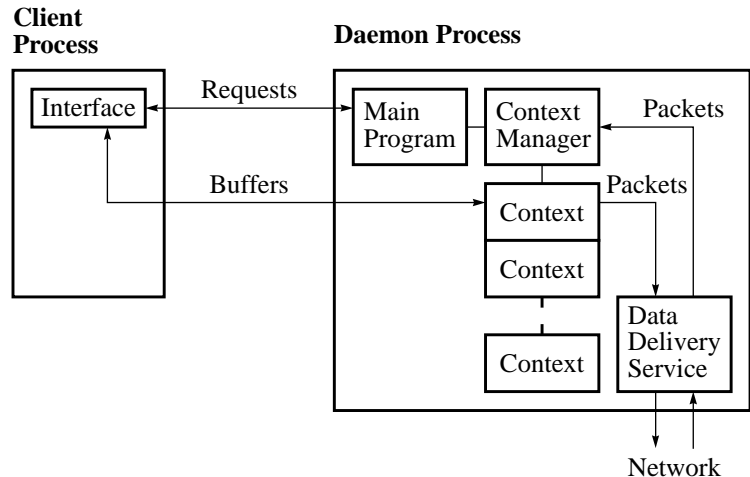 Client
Process
Daemon Process
Interface
Requests
Main
Program
Context
Manager
Packets
Buffers
Packets
Context
Context
Context
Data
Delivery
Service
Network